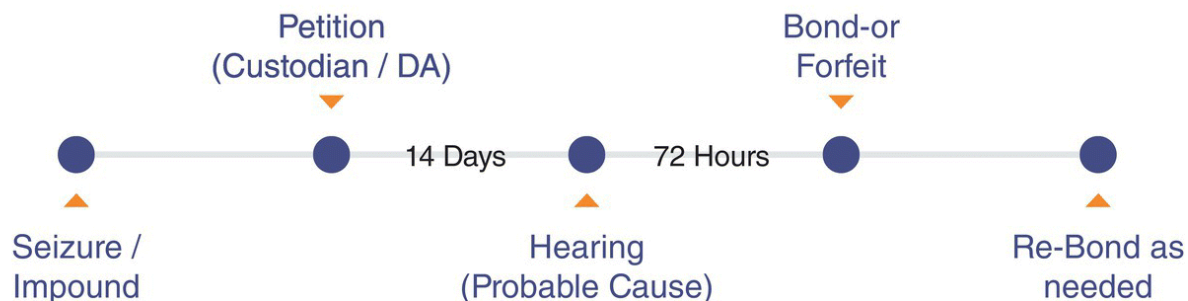 Petition
(Custodian / DA)
Bond-or
Forfeit
14 Days
72 Hours
Seizure /
Impound
Hearing
(Probable Cause)
Re-Bond as
needed